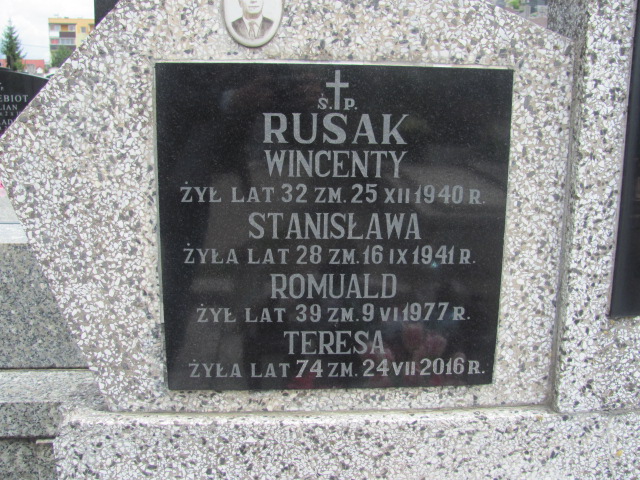 Ś.P.
RUSAK
WINCENTY
ŻYŁ LAT 32 ZM. 25 XII 1940 R.
STANISŁAWA
ŻYŁA LAT 28 ZM. 16 IX 1941 R.
ROMUALD
ŻYŁ LAT 39 ZM. 9 VI 1977 R.
TERESA
ŻYŁA LAT 74 ZM. 24 VII 2016 R.